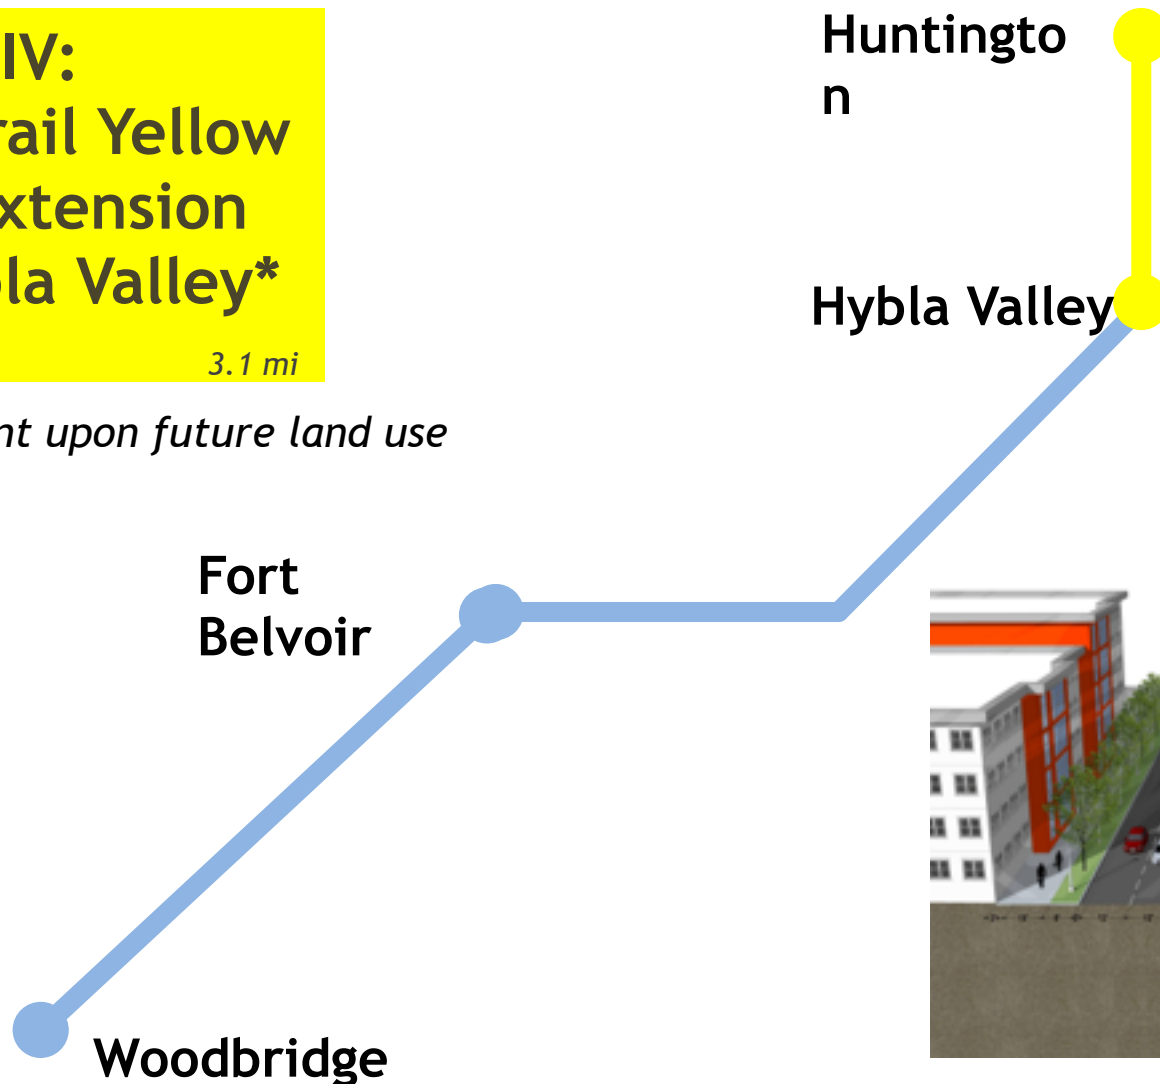 IV:
rail Yellow
xtension
la Valley*
3.1 mi
nt upon future land use
Huntingto
n
Hybla Valley
Fort
Belvoir
Woodbridge